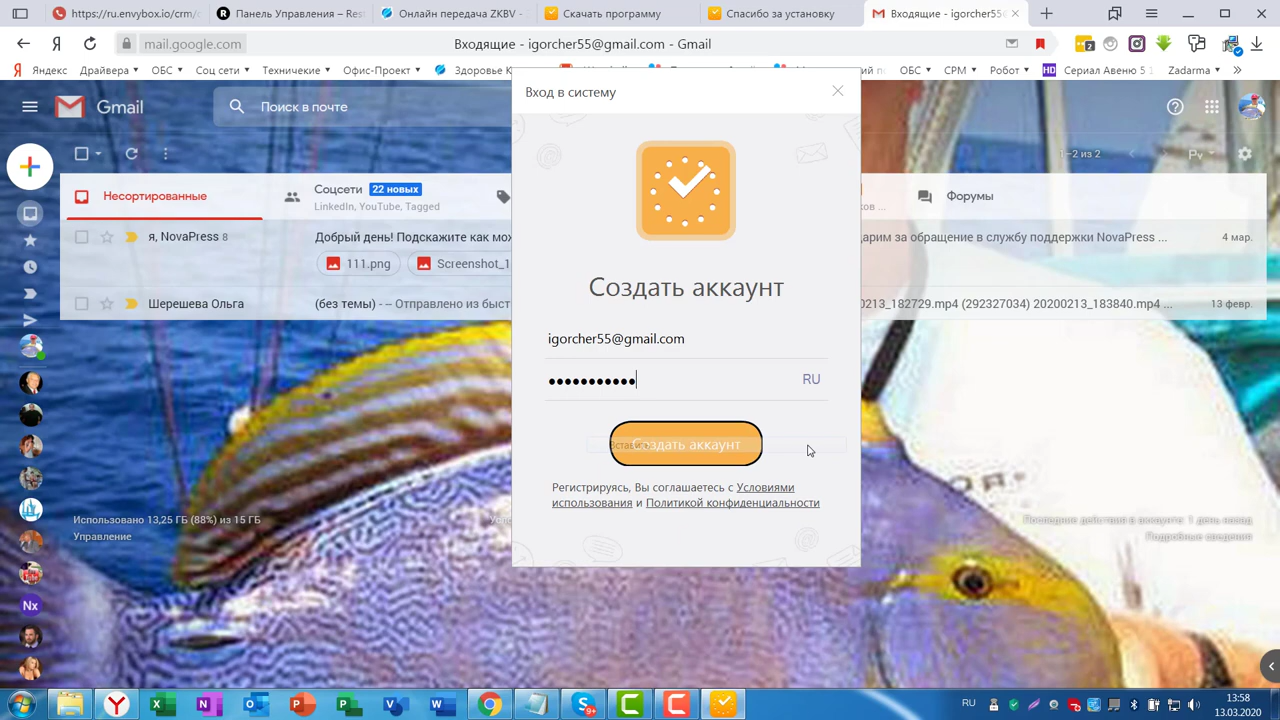 https://ru.envybox.io/crm/
Панель Управления – Res
Онлайн передача ZKBV -
Скачать программу
Спасибо за установку
Входящие - igorcher55@
Я
mail.google.com
Входящие - igorcher55@gmail.com - Gmail
2
Яндекс
Драйвера
ОБС
Соц сети
Технические
Офис-Проект
Здоровье К
ОБС
СРМ
Робот
HD
Сериал Авеню 5 1
Zadarma
Gmail
Поиск в почте
1–2 из 2
Несортированные
Соцсети
22 новых
LinkedIn, YouTube, Tagged
Форумы
я, NovaPress 8
Добрый день! Подскажите как мо
дарим за обращение в службу поддержки NovaPress ...
4 мар.
111.png
Screenshot_1
Шерешева Ольга
(без темы) - – Отправлено из быст
0213_182729.mp4 (292327034) 20200213_183840.mp4 ...
13 февр.
Вход в систему
Создать аккаунт
igorcher55@gmail.com
RU
Вставить
Создать аккаунт
Регистрируясь, Вы соглашаетесь с Условиями
использования и Политикой конфиденциальности
Использовано 13,25 ГБ (88%) из 15 ГБ
Управление
Последние действия в аккаунте: 1 день назад
Подробные сведения
Nx
9+
RU
13:58
13.03.2020